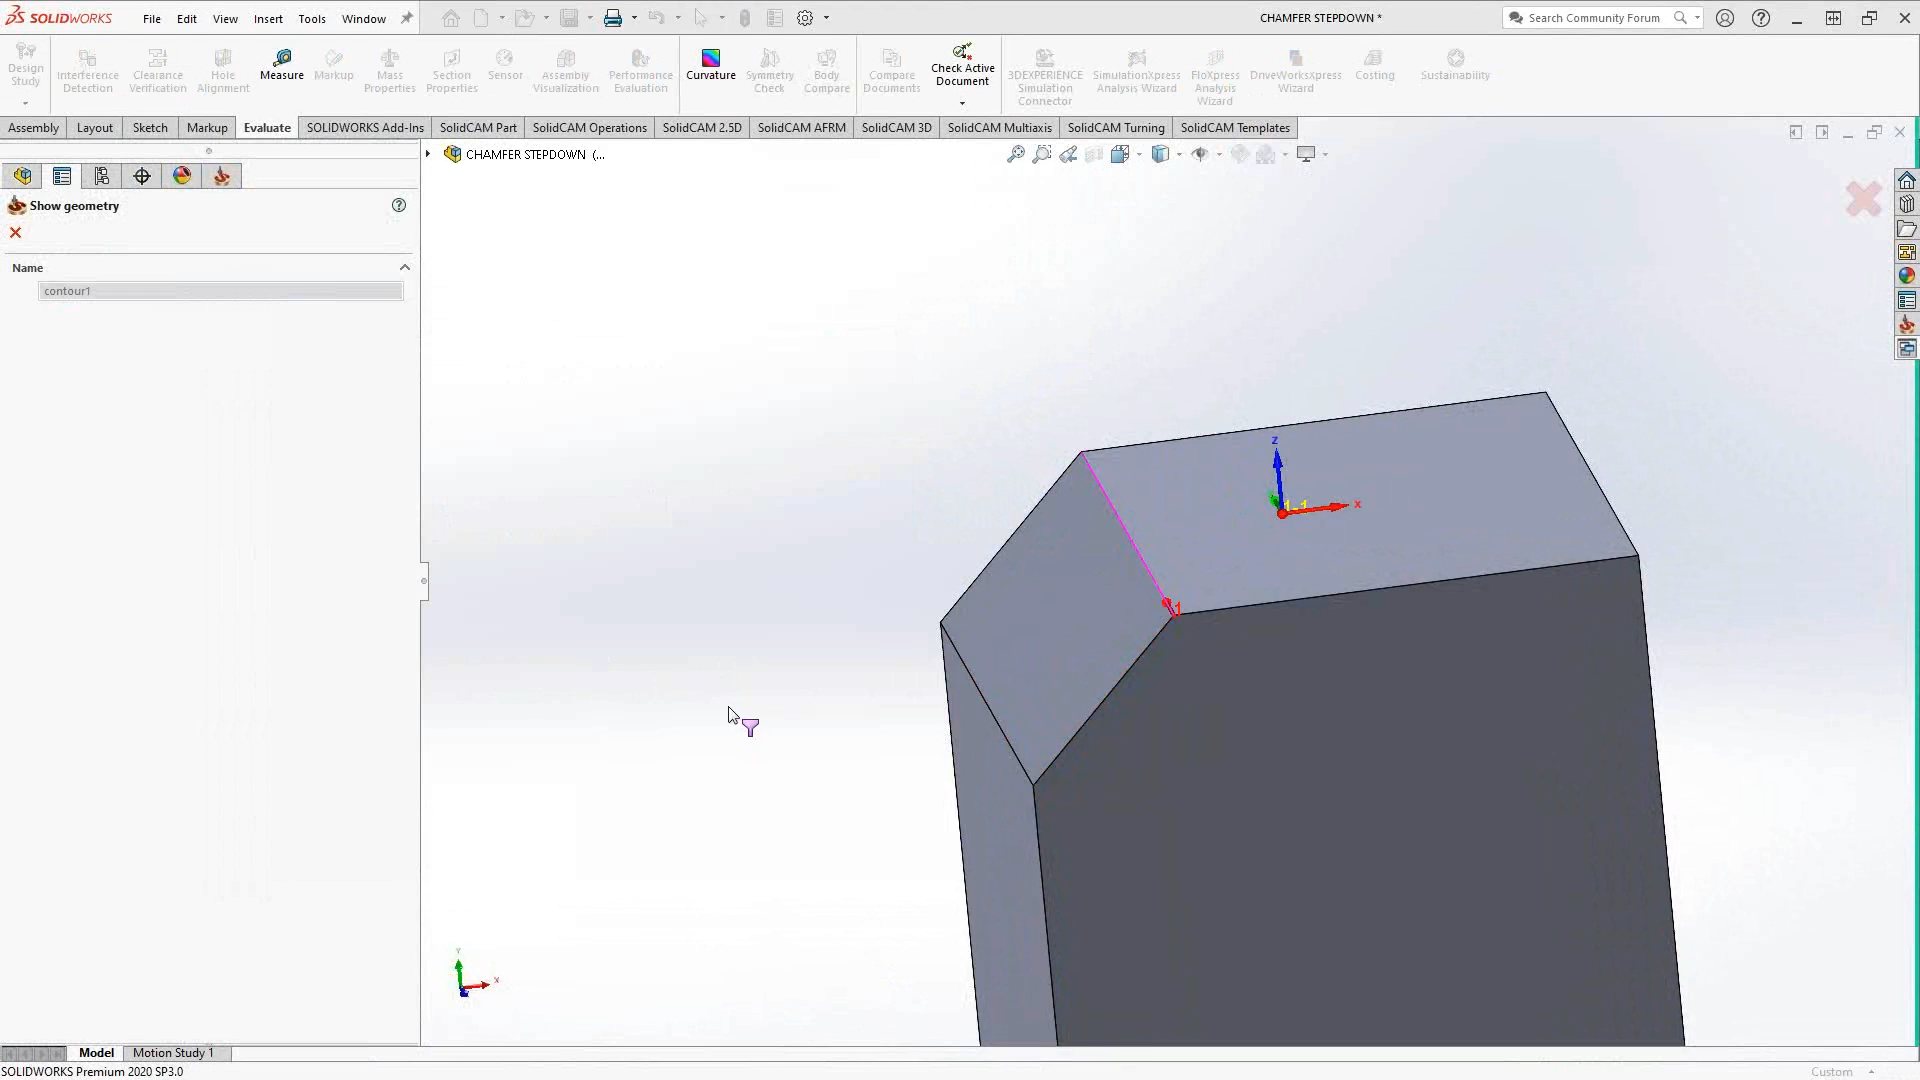 SOLIDWORKS
File Edit View Insert Tools Window
CHAMFER STEPDOWN *
Search Community Forum
Design Study
Interference Detection
Clearance Verification
Hole Alignment
Measure
Markup
Mass Properties
Section Properties
Sensor
Assembly Visualization
Performance Evaluation
Curvature
Symmetry Check
Body Compare
Compare Documents
Check Active Document
3DEXPERIENCE Simulation Connector
SimulationXpress Analysis Wizard
FloXpress Analysis Wizard
DriveWorksXpress Wizard
Costing
Sustainability
Assembly Layout Sketch Markup Evaluate SOLIDWORKS Add-Ins SolidCAM Part SolidCAM Operations SolidCAM 2.5D SolidCAM AFRM SolidCAM 3D SolidCAM Multiaxis SolidCAM Turning SolidCAM Templates
CHAMFER STEPDOWN (...
Show geometry
Name
contour1
z
x
1
Y
X
Model Motion Study 1
SOLIDWORKS Premium 2020 SP3.0
Custom